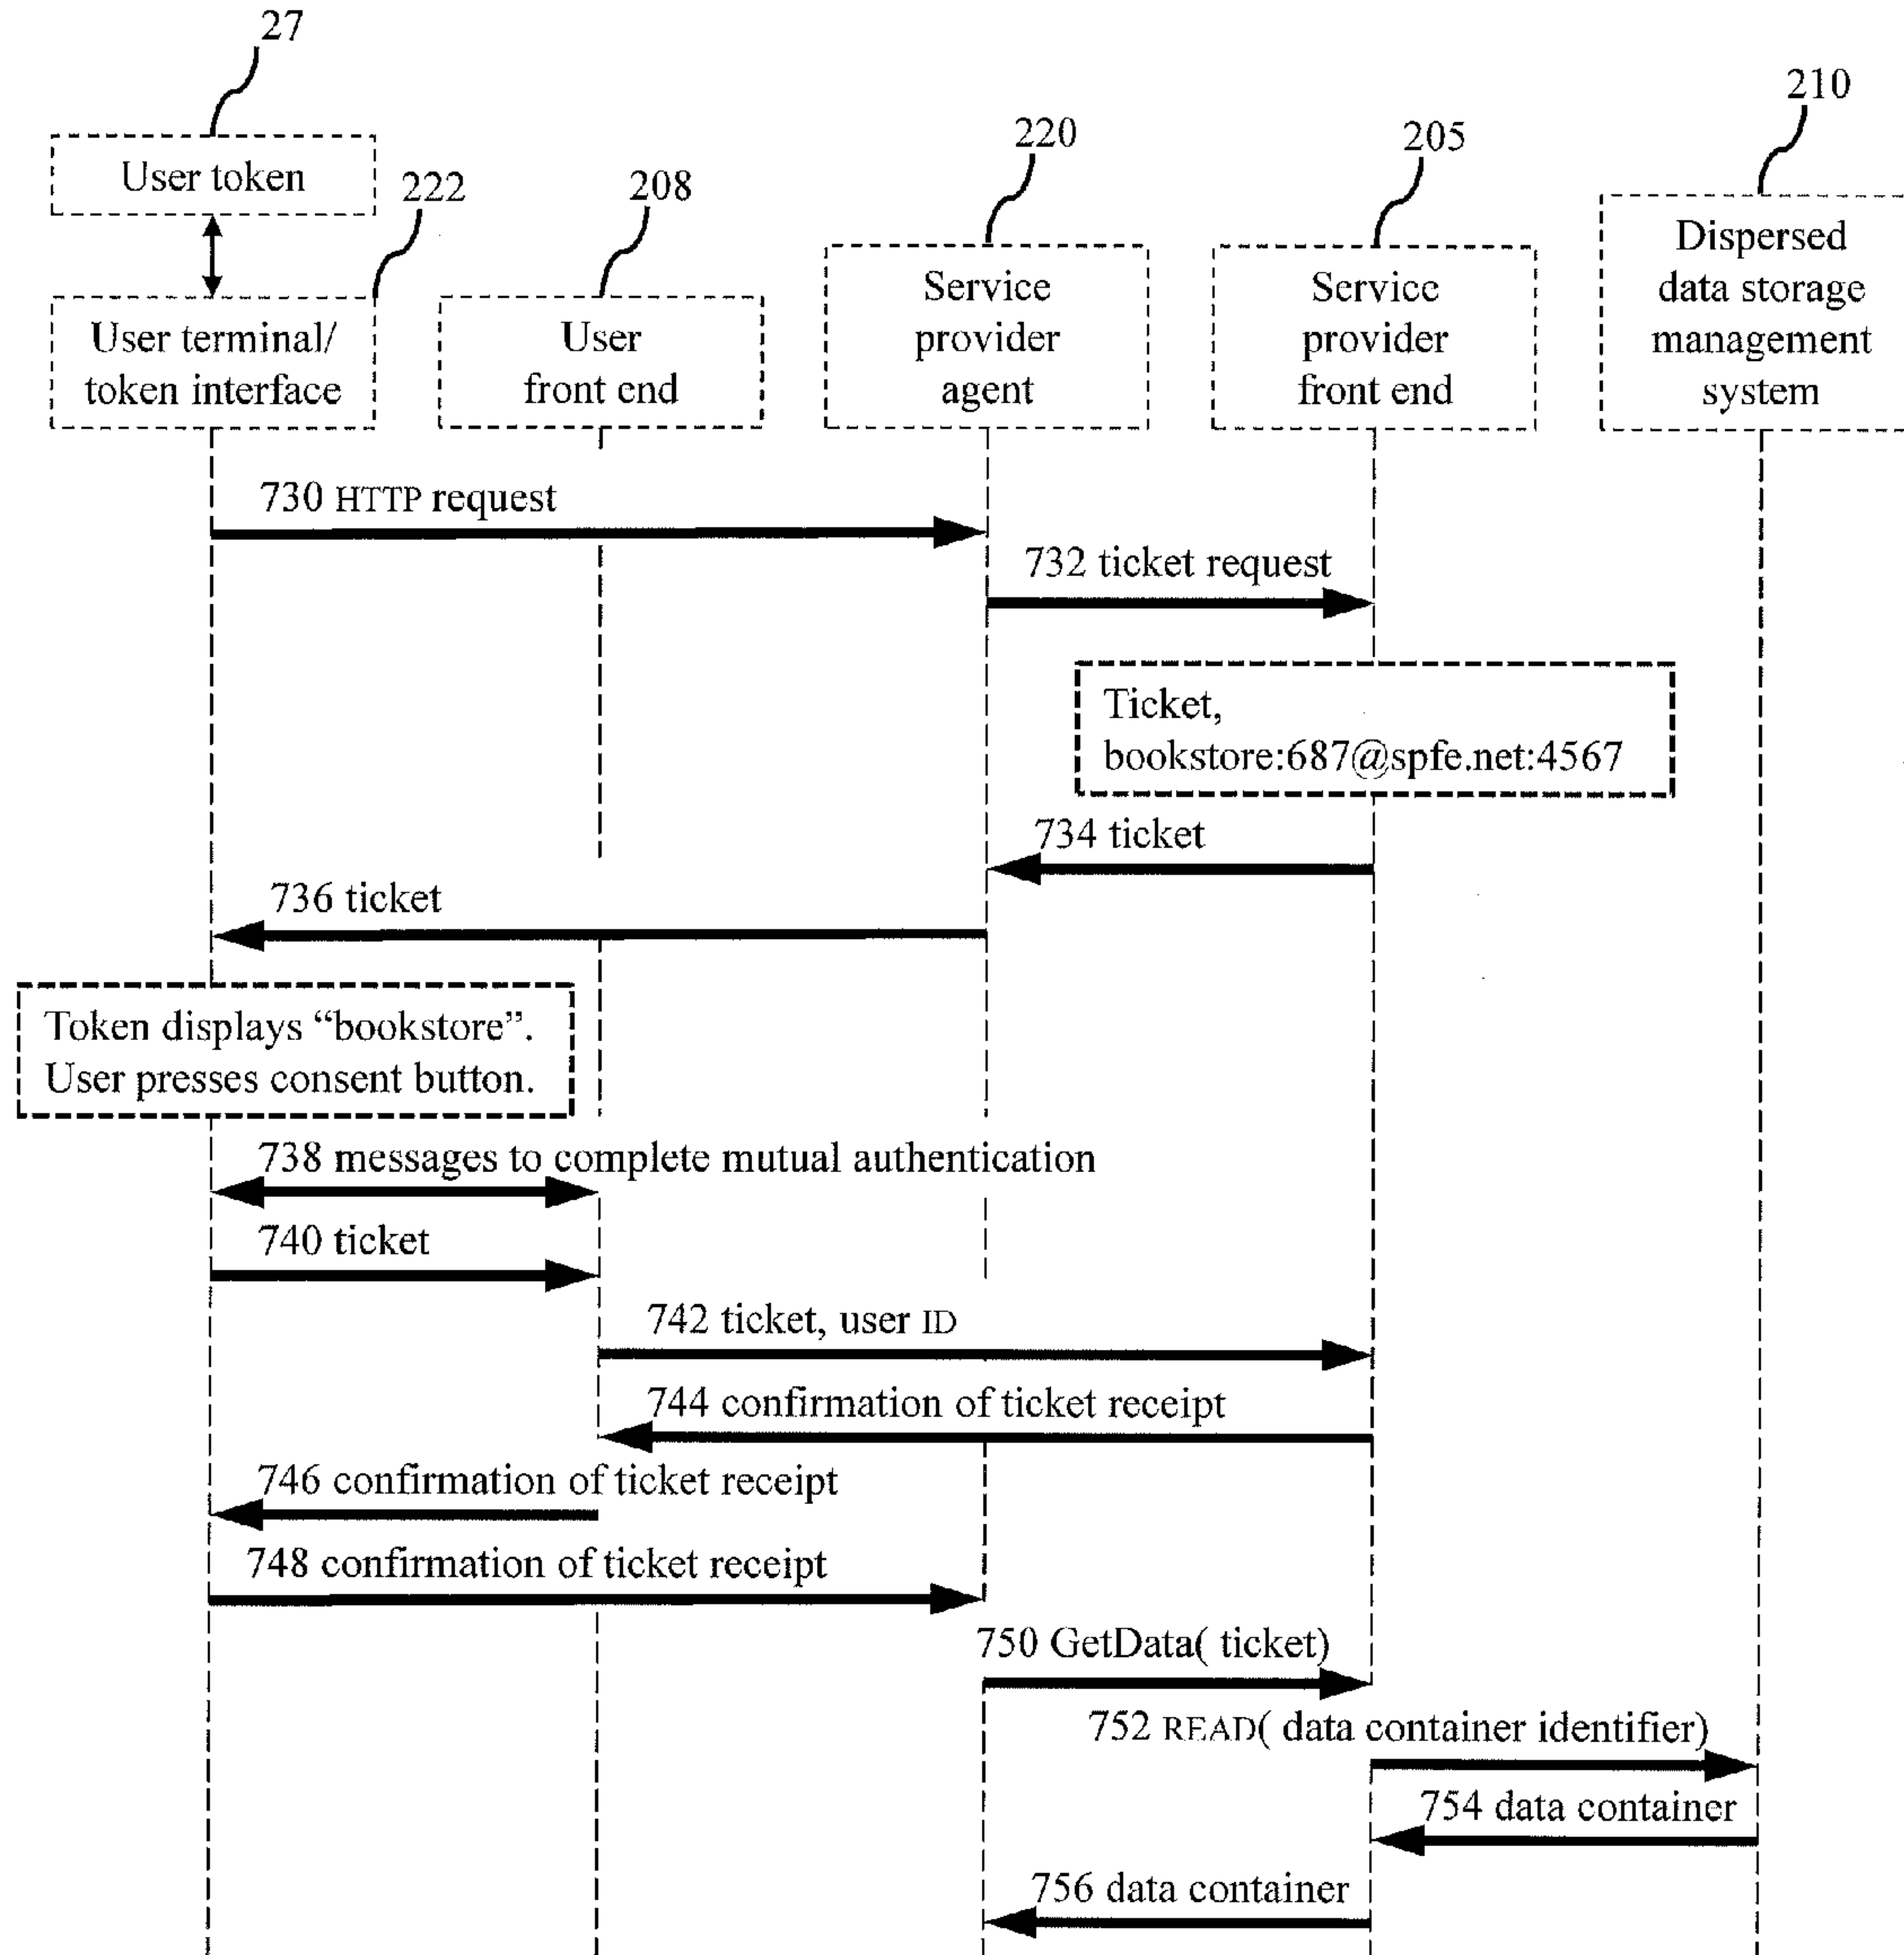 27
210
220
205
User token
222
208
Dispersed
data storage
management
system
Service
provider
agent
Service
provider
front end
User terminal/
token interface
User
front end
730 HTTP request
732 ticket request
Ticket,
bookstore:687@spfe.net:4567
734 ticket
736 ticket
Token displays “bookstore”.
User presses consent button.
738 messages to complete mutual authentication
740 ticket
742 ticket, user ID
744 confirmation of ticket receipt
746 confirmation of ticket receipt
748 confirmation of ticket receipt
750 GetData( ticket)
752 READ( data container identifier)
754 data container
756 data container